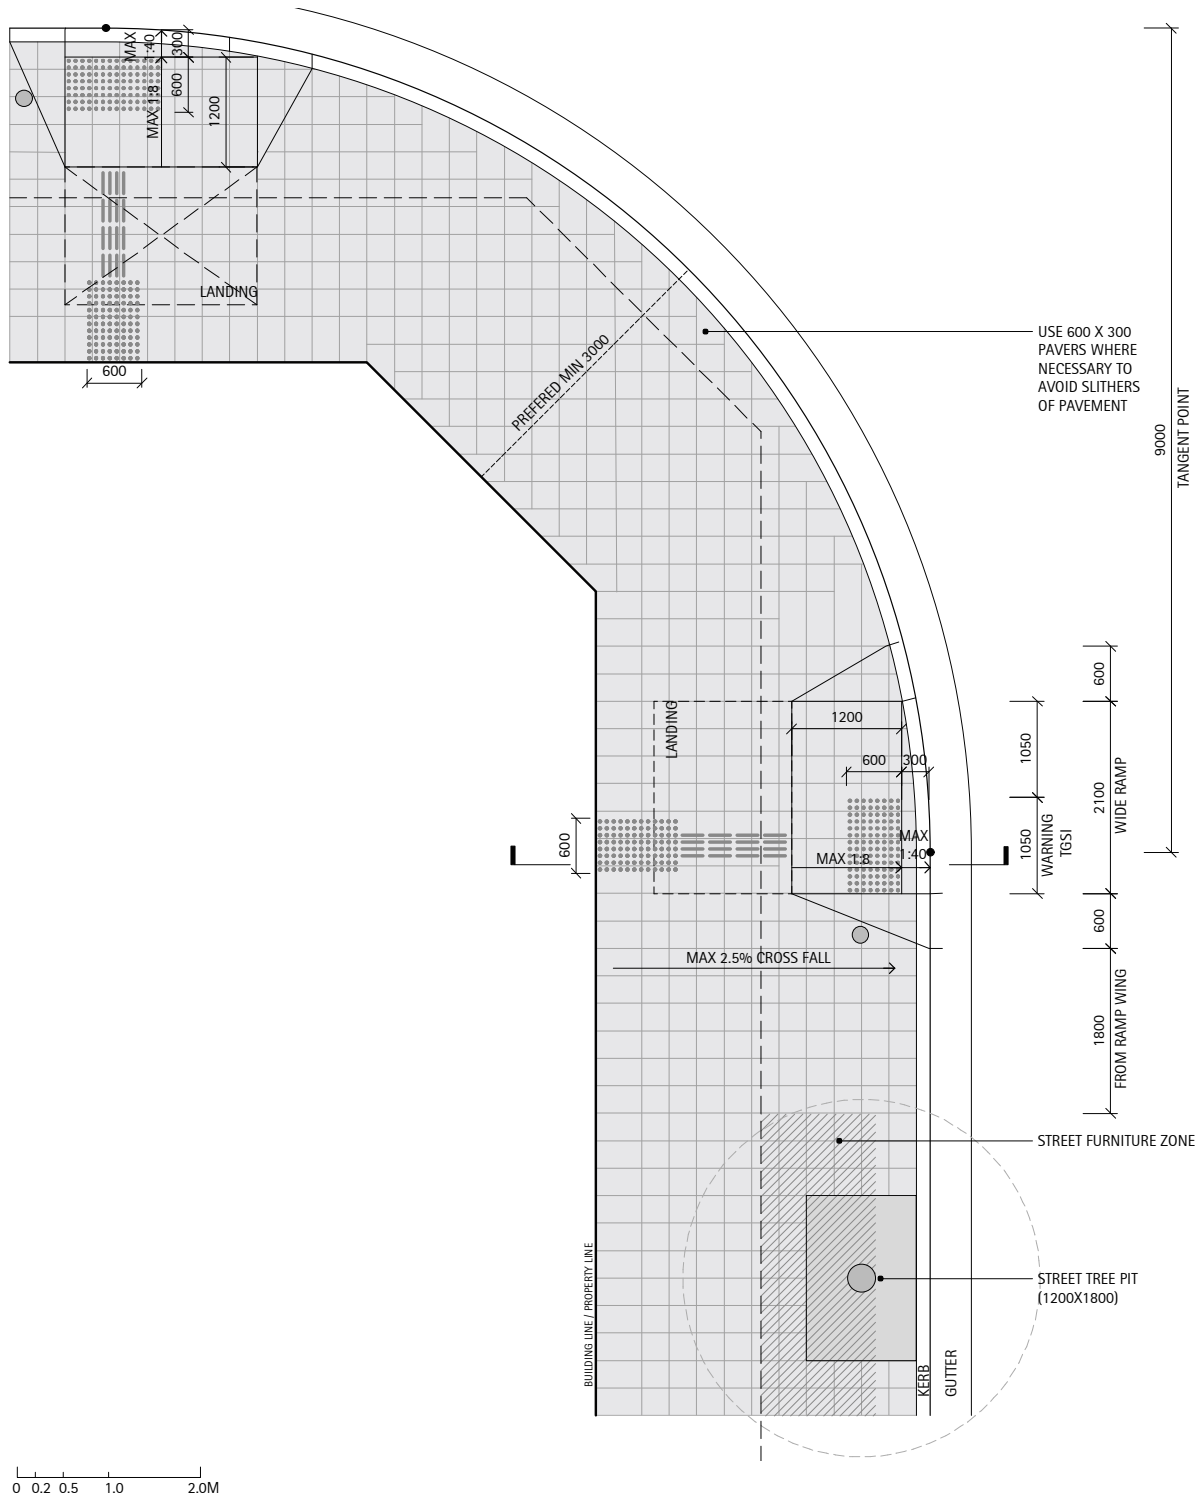 MAX
1:40
300
600
MAX 1:8
1200
LANDING
600
PREFERED MIN 3000
USE 600 X 300
PAVERS WHERE
NECESSARY TO
AVOID SLITHERS
OF PAVEMENT
9000
TANGENT POINT
LANDING
1200
600
300
600
MAX
1:40
MAX 1:8
1050
1050
WARNING
TGSI
600
2100
WIDE RAMP
600
1800
FROM RAMP WING
MAX 2.5% CROSS FALL
STREET FURNITURE ZONE
STREET TREE PIT
(1200X1800)
BUILDING LINE / PROPERTY LINE
KERB
GUTTER
0 0.2 0.5 1.0 2.0M